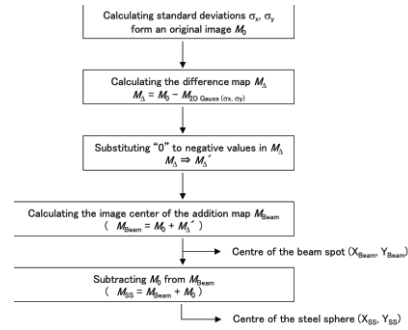 Calculating standard deviations σx, σy
form an original image M0
Calculating the difference map MΔ
MΔ = M0 − M2D Gauss (σx, σy)
Substituting "0" to negative values in MΔ
MΔ ⇒ MΔ´
Calculating the image center of the addition map MBeam
( MBeam = M0 + MΔ´ )
Centre of the beam spot (XBeam, YBeam)
Subtracting M0 from MBeam
( MSS = MBeam + M0 )
Centre of the steel sphere (XSS, YSS)